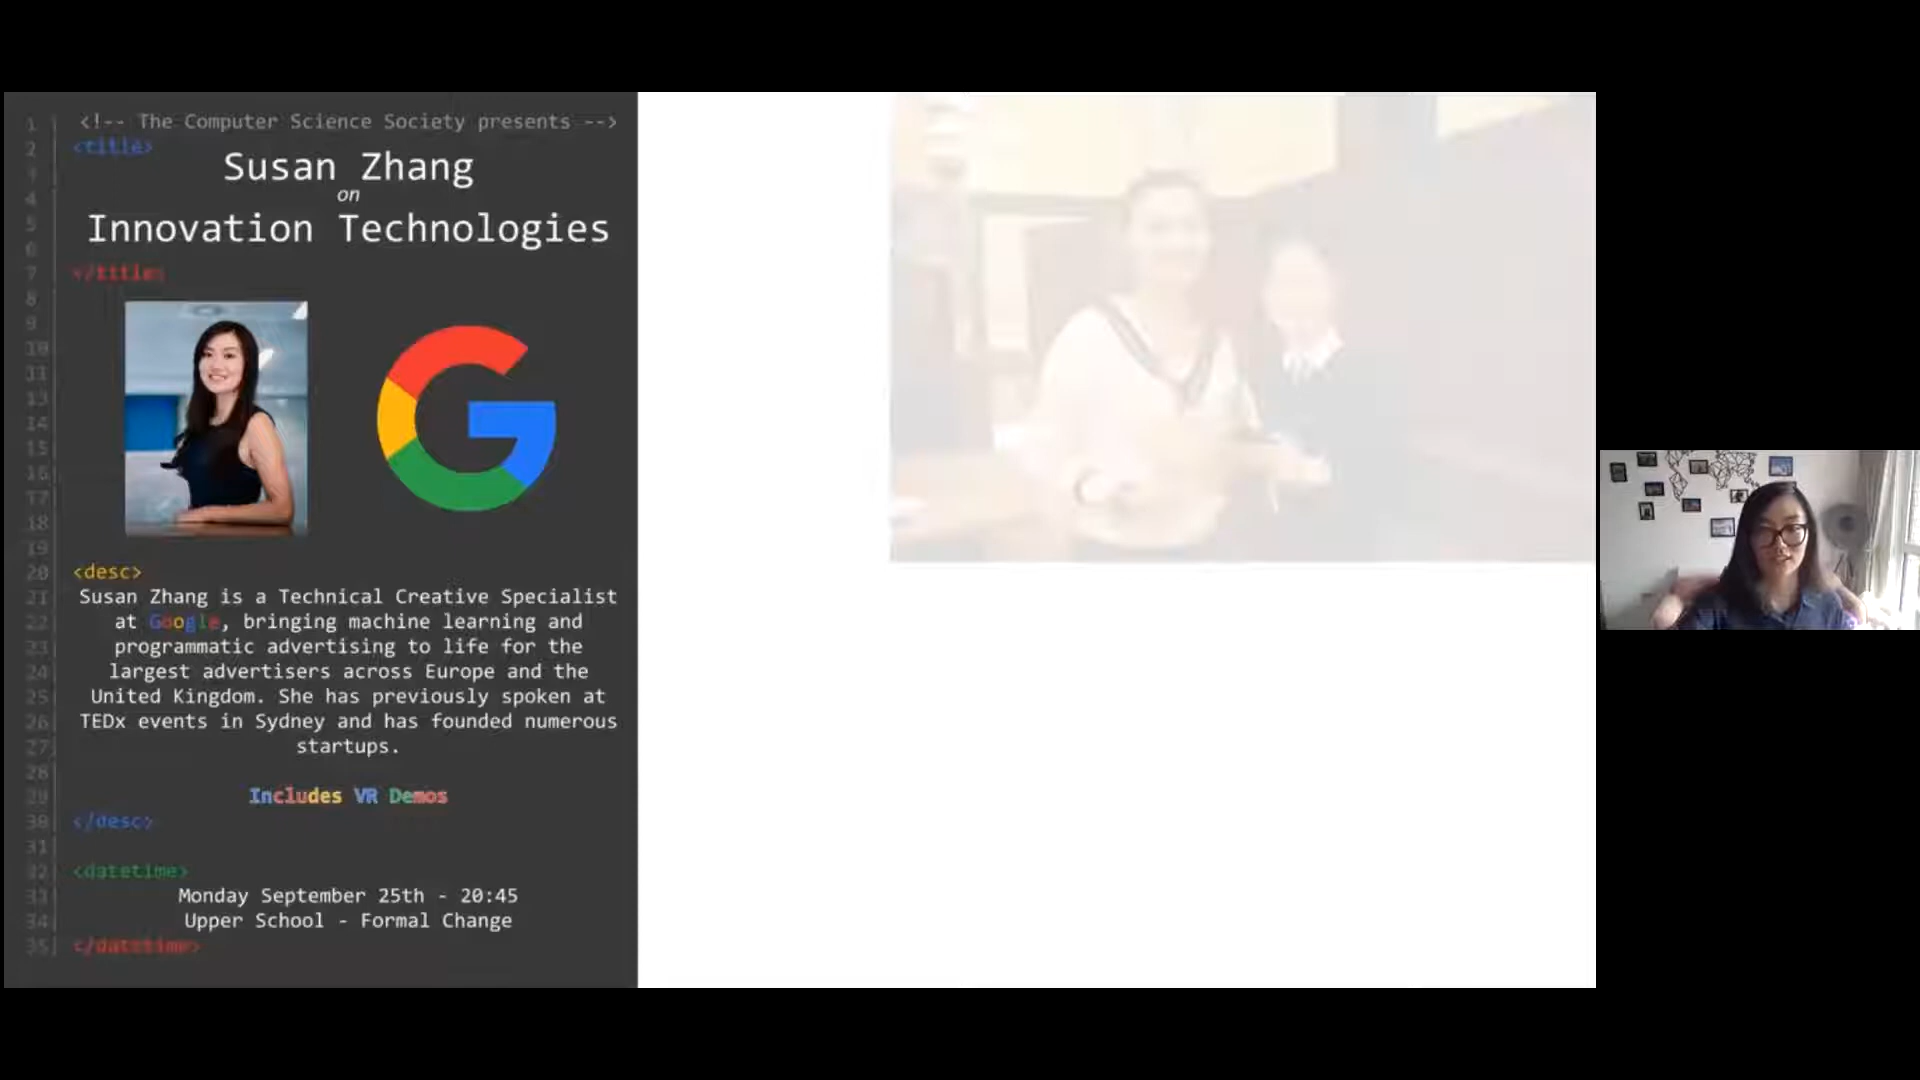 <!-- The Computer Science Society presents -->
<title>
Susan Zhang
on
Innovation Technologies
</title>
<desc>
Susan Zhang is a Technical Creative Specialist
at Google, bringing machine learning and
programmatic advertising to life for the
largest advertisers across Europe and the
United Kingdom. She has previously spoken at
TEDx events in Sydney and has founded numerous
startups.
Includes VR Demos
</desc>
<datetime>
Monday September 25th - 20:45
Upper School - Formal Change
</datetime>